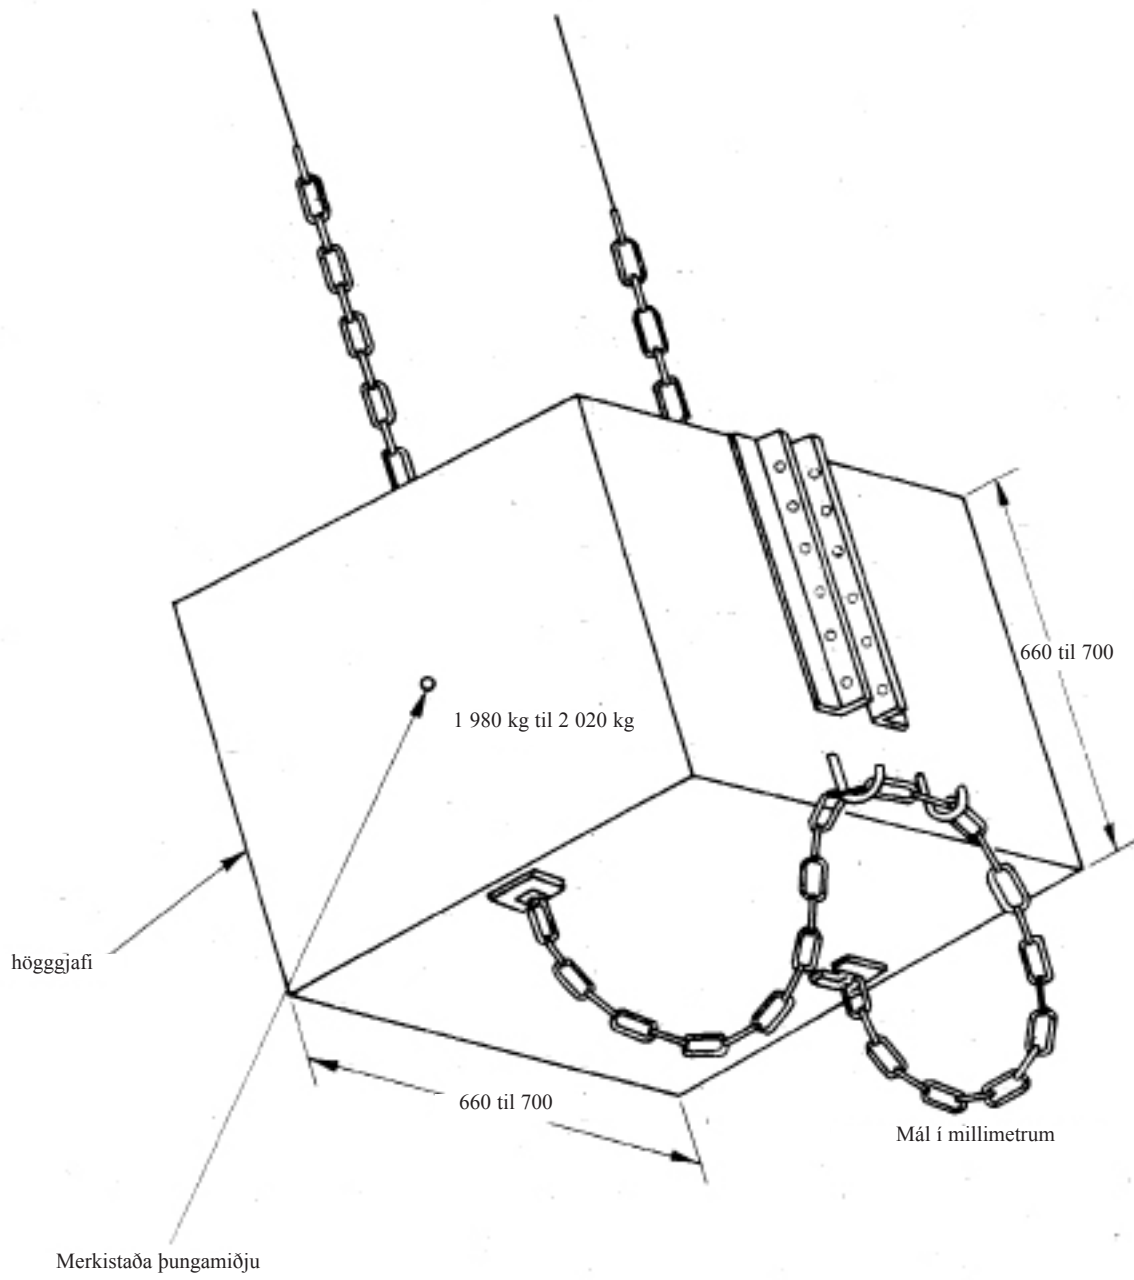 660 til 700
1 980 kg til 2 020 kg
högggjafi
660 til 700
Mál í millimetrum
Merkistaða þungamiðju